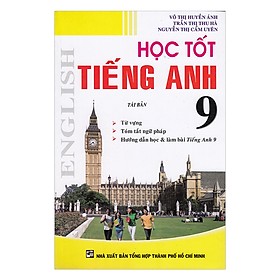 VÕ THỊ HUYỀN ÁNH
TRẦN THỊ THU HÀ
NGUYỄN THỊ CẨM UYÊN
HỌC TỐT
TIẾNG ANH
9
TÁI BẢN
Từ vựng
Tóm tắt ngữ pháp
Hướng dẫn học & làm bài Tiếng Anh 9
ENGLISH
NHÀ XUẤT BẢN TỔNG HỢP THÀNH PHỐ HỒ CHÍ MINH